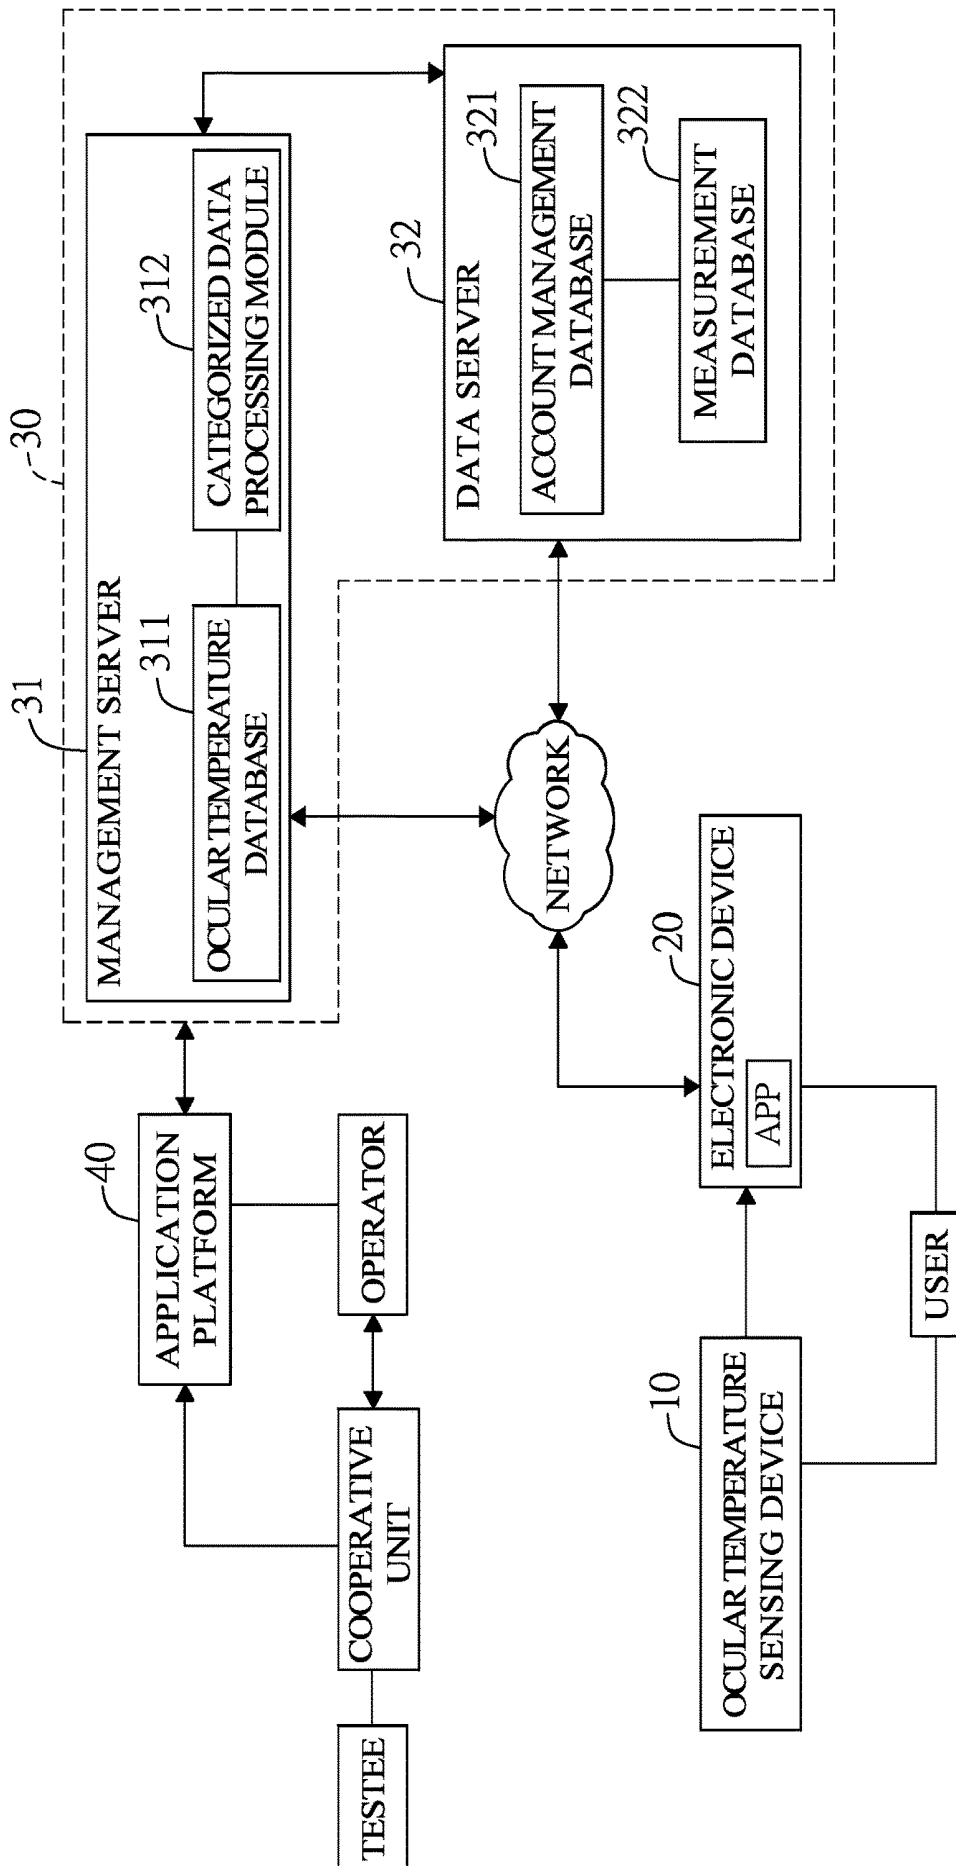 30
31
MANAGEMENT SERVER
311
OCULAR TEMPERATURE
DATABASE
312
CATEGORIZED DATA
PROCESSING MODULE
40
APPLICATION
PLATFORM
OPERATOR
COOPERATIVE
UNIT
TESTEE
32
DATA SERVER
321
ACCOUNT MANAGEMENT
DATABASE
322
MEASUREMENT
DATABASE
NETWORK
20
ELECTRONIC DEVICE
APP
10
OCULAR TEMPERATURE
SENSING DEVICE
USER